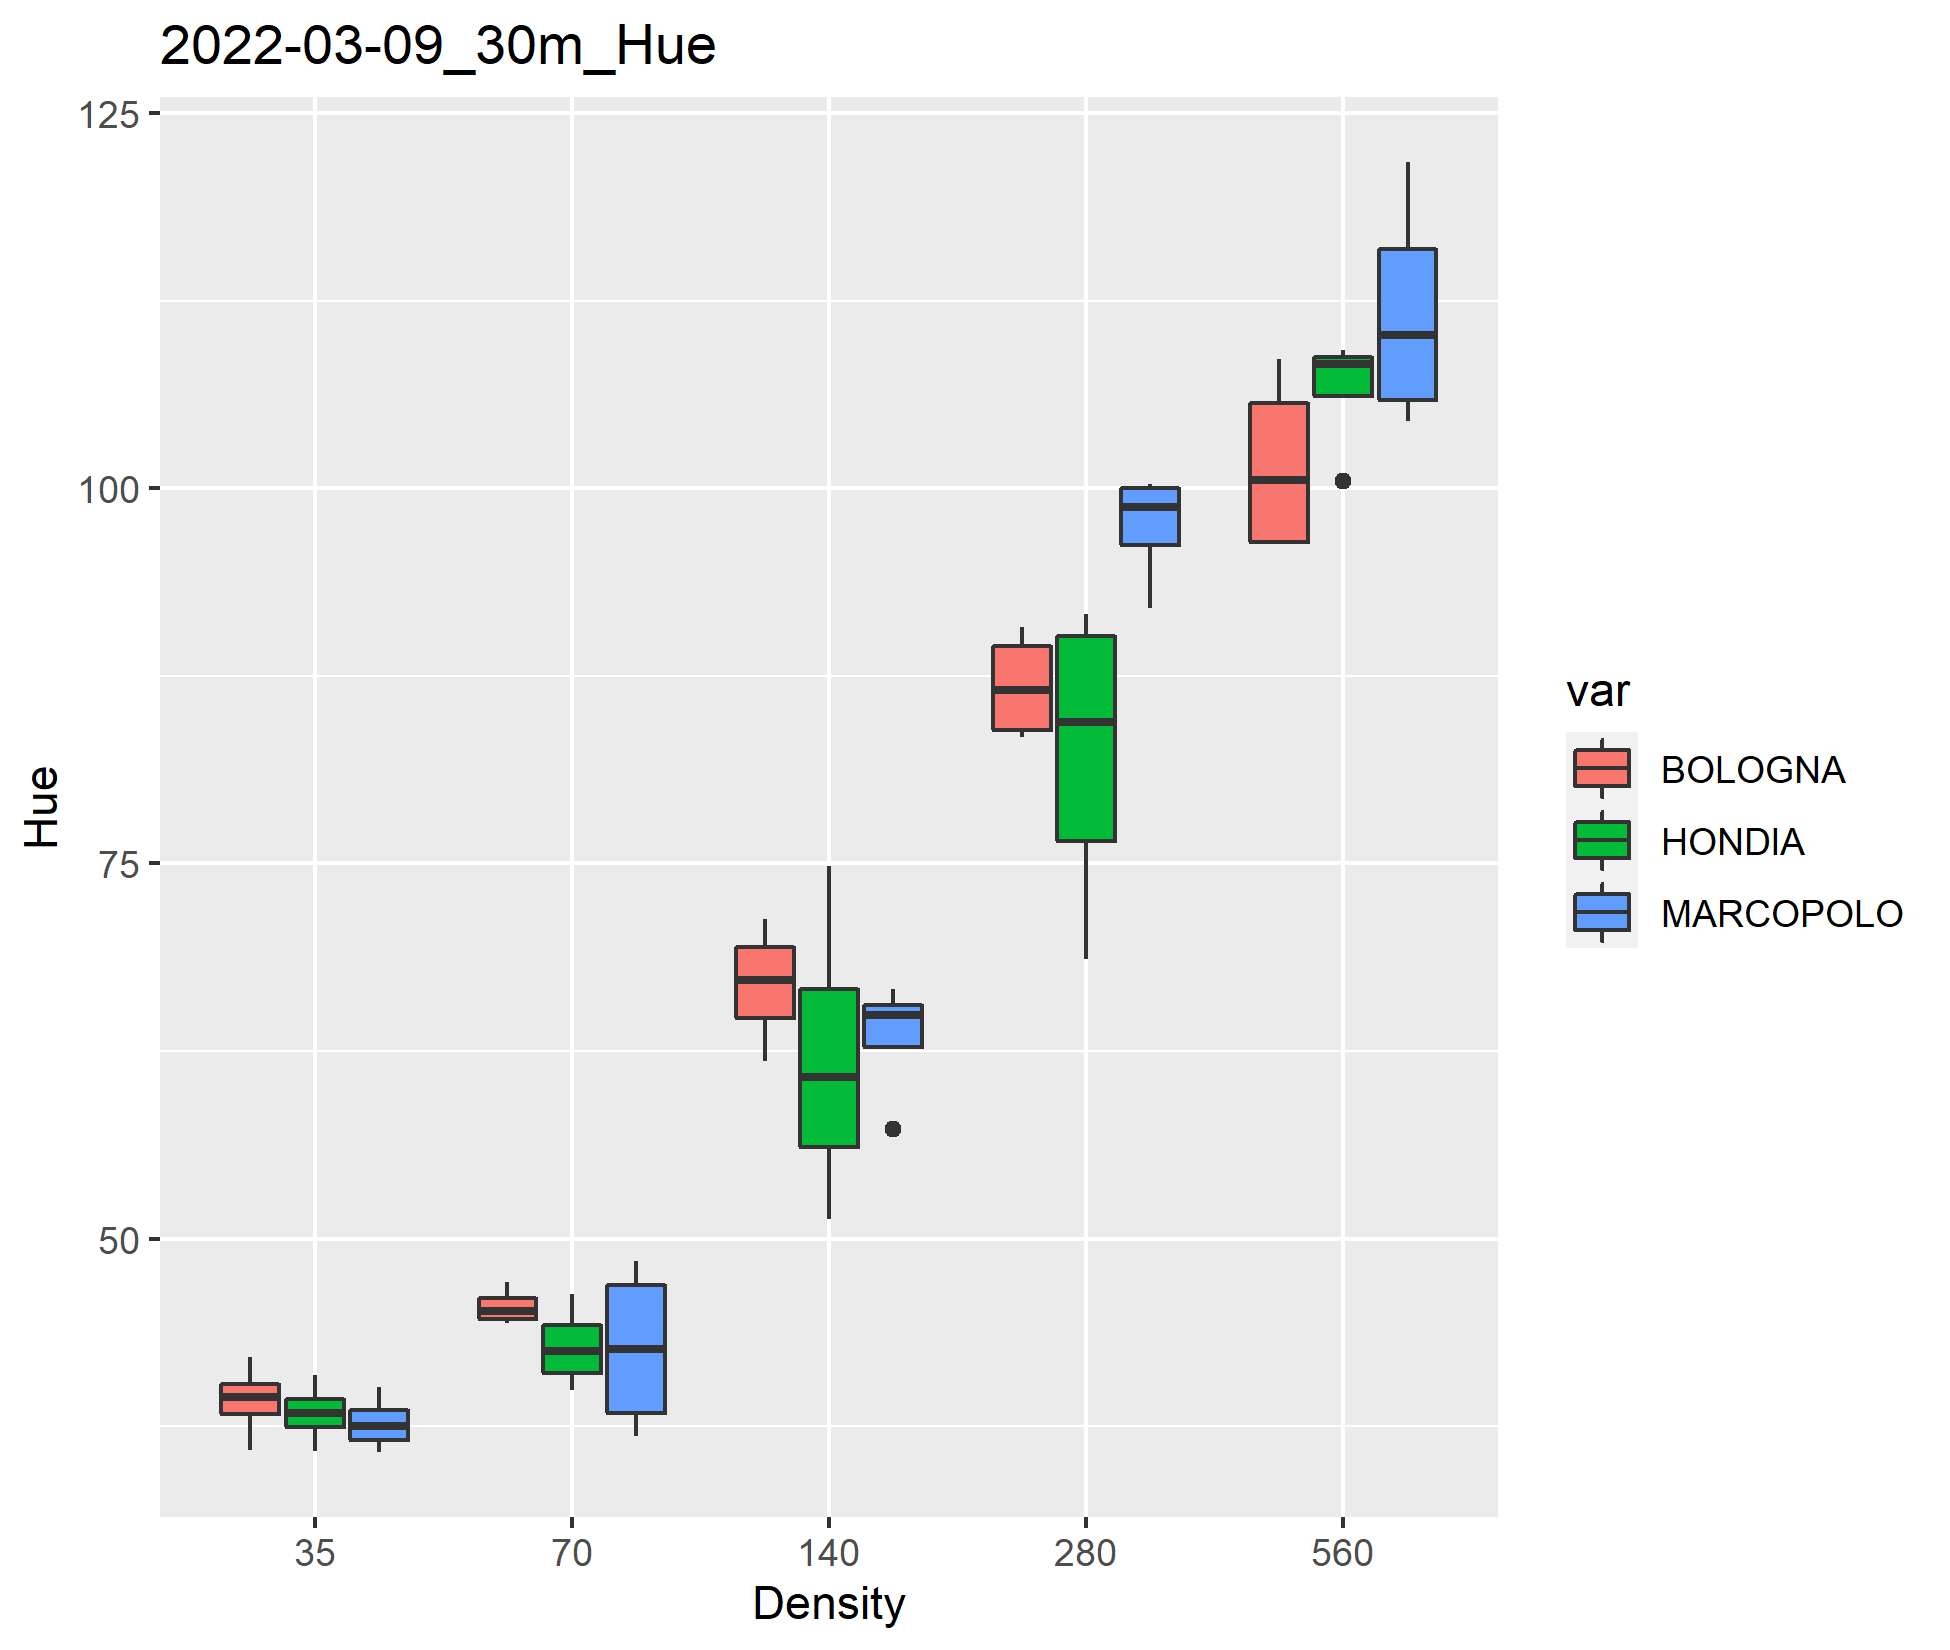 2022-03-09_30m_Hue
125
100
75
50
Hue
35 70 140 280 560
Density
var
BOLOGNA
HONDIA
MARCOPOLO